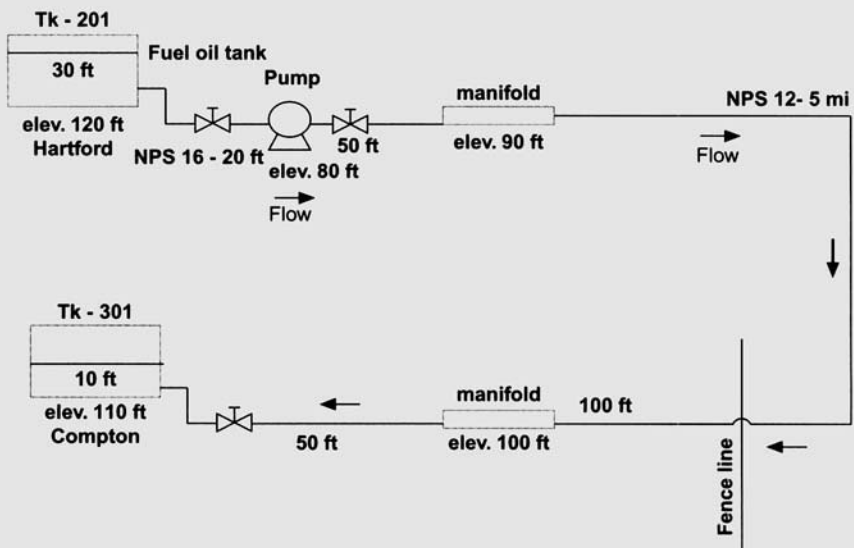 Tk - 201
Fuel oil tank
30 ft
Pump
manifold
NPS 12- 5 mi
elev. 120 ft
Hartford
NPS 16 - 20 ft
elev. 80 ft
50 ft
elev. 90 ft
Flow
Flow
Tk - 301
10 ft
manifold
100 ft
elev. 110 ft
Compton
50 ft
elev. 100 ft
Fence line